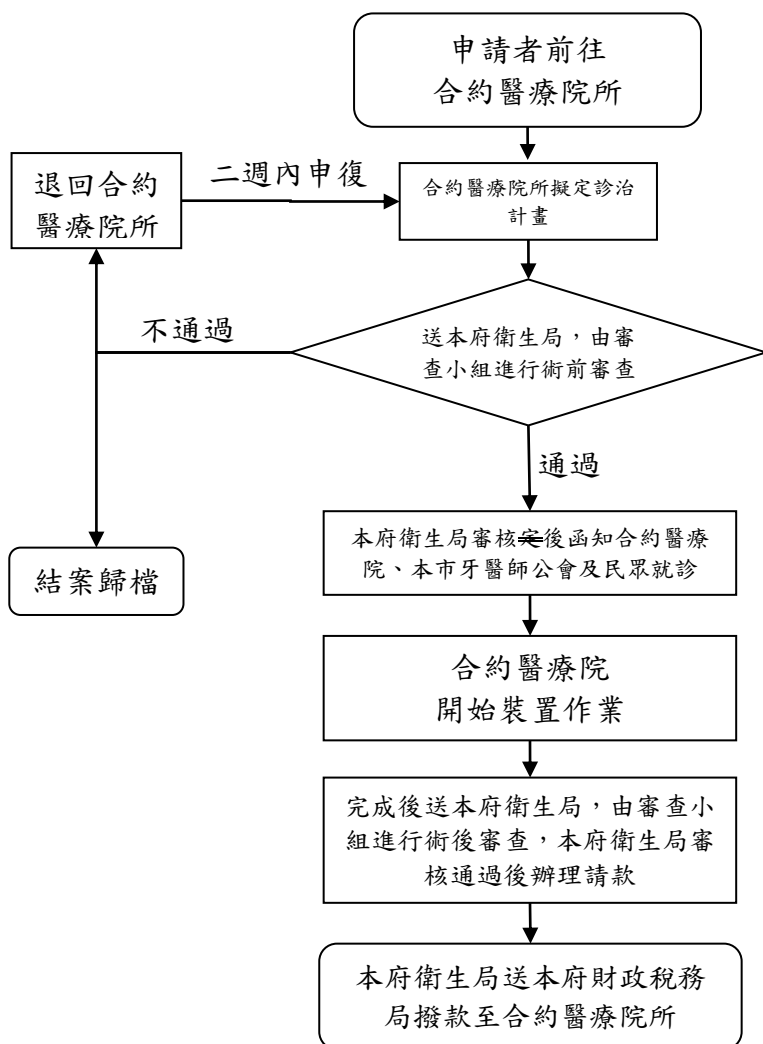 申請者前往
合約醫療院所
退回合約
醫療院所
二週內申復
合約醫療院所擬定診治
計畫
不通過
送本府衛生局，由審
查小組進行術前審查
通過
結案歸檔
本府衛生局審核定後函知合約醫療
院、本市牙醫師公會及民眾就診
合約醫療院
開始裝置作業
完成後送本府衛生局，由審查小
組進行術後審查，本府衛生局審
核通過後辦理請款
本府衛生局送本府財政稅務
局撥款至合約醫療院所